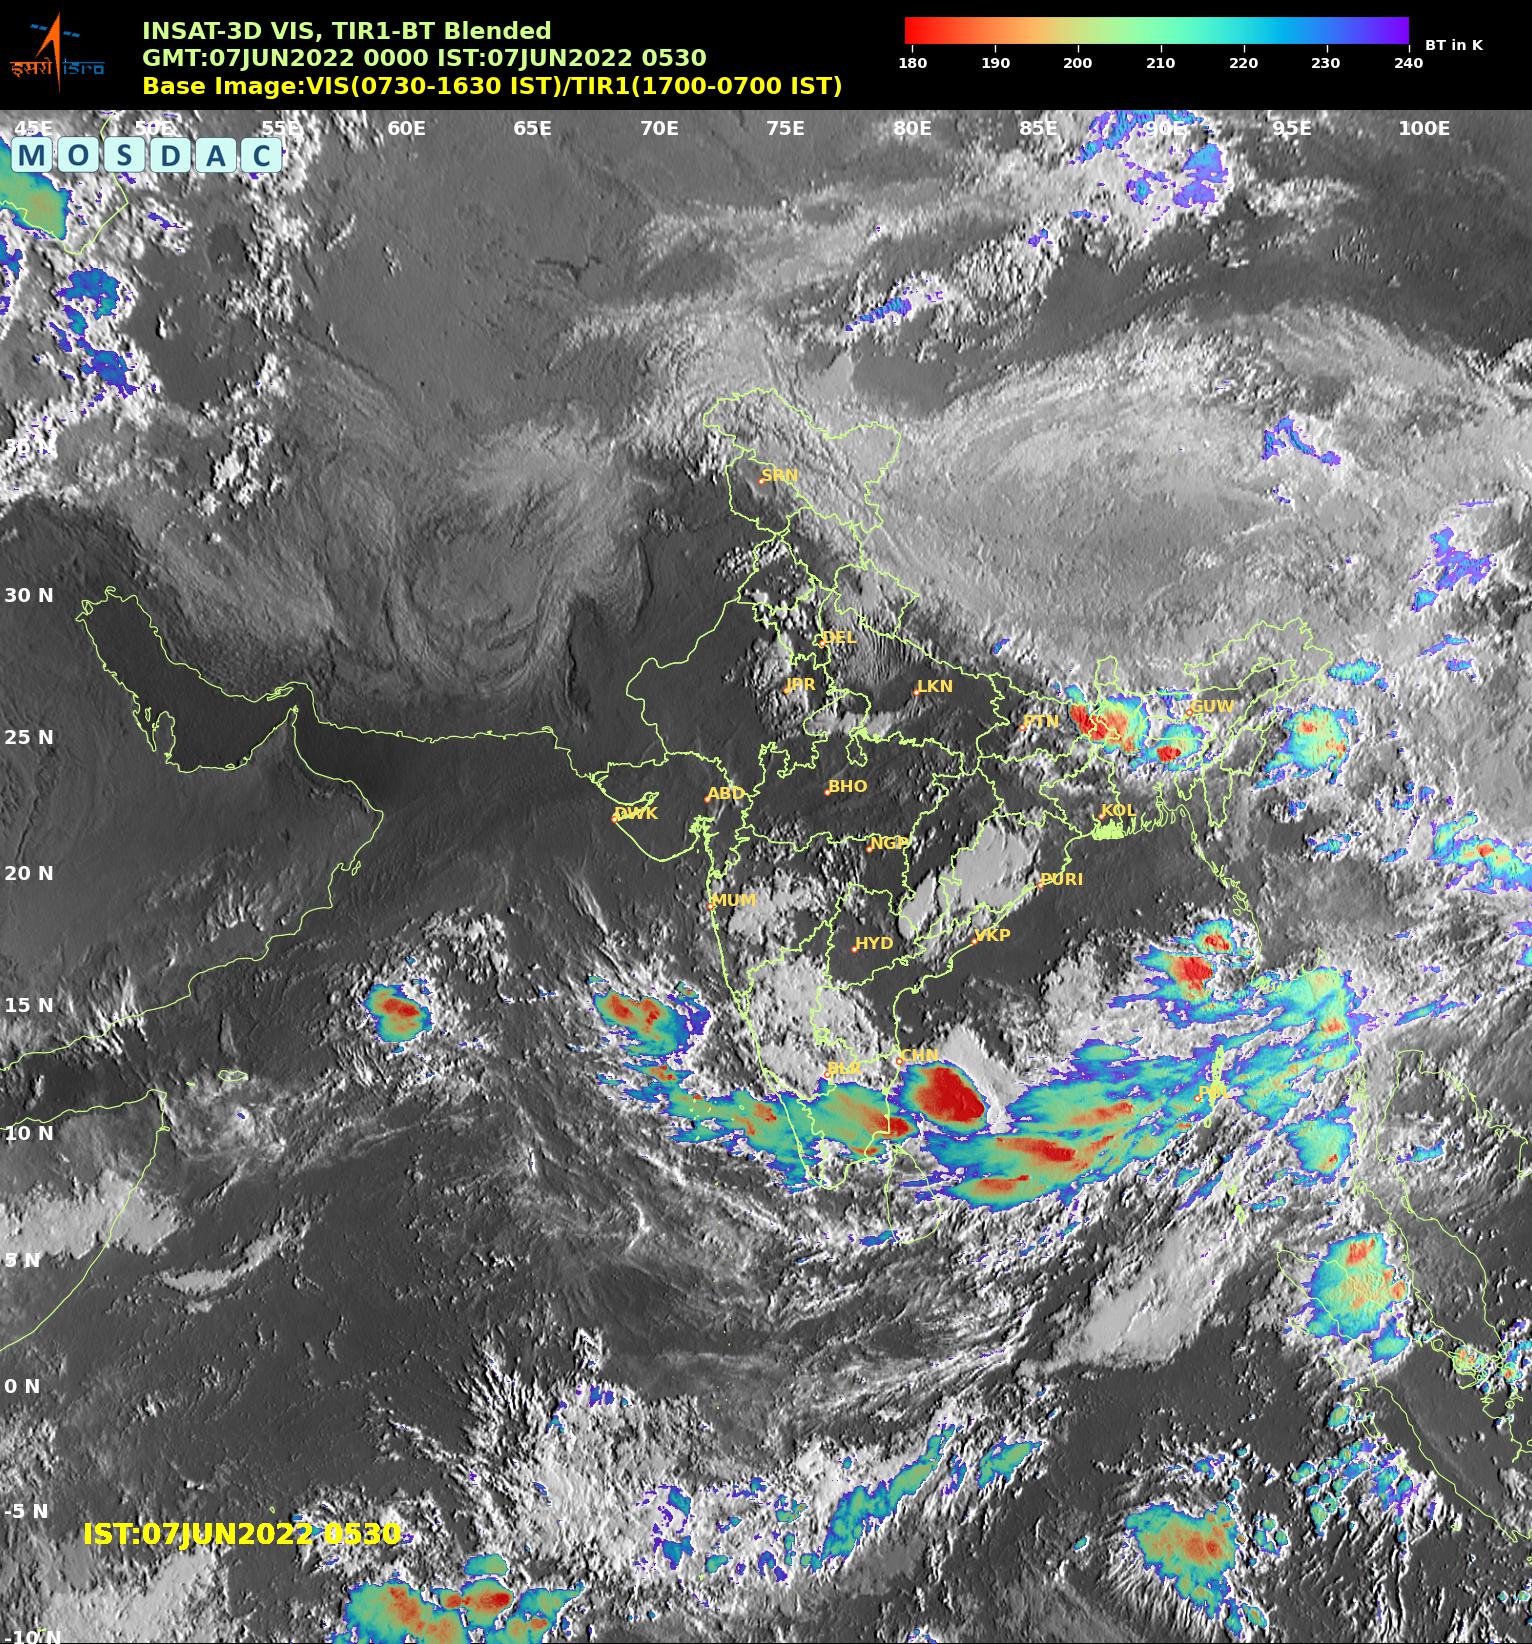 INSAT-3D VIS, TIR1-BT Blended
GMT:07JUN2022 0000 IST:07JUN2022 0530
Base Image:VIS(0730-1630 IST)/TIR1(1700-0700 IST)
इसरो isro
BT in K
180 190 200 210 220 230 240
45E 50E 55E 60E 65E 70E 75E 80E 85E 90E 95E 100E
MOSDAC
35 N
SRN
30 N
DEL
JPR
LKN
GUW
PTN
25 N
ABD
BHO
DWK
KOL
NGP
20 N
PURI
MUM
VKP
HYD
15 N
CHN
BLR
10 N
5 N
0 N
-5 N
IST:07JUN2022 0530
-10 N